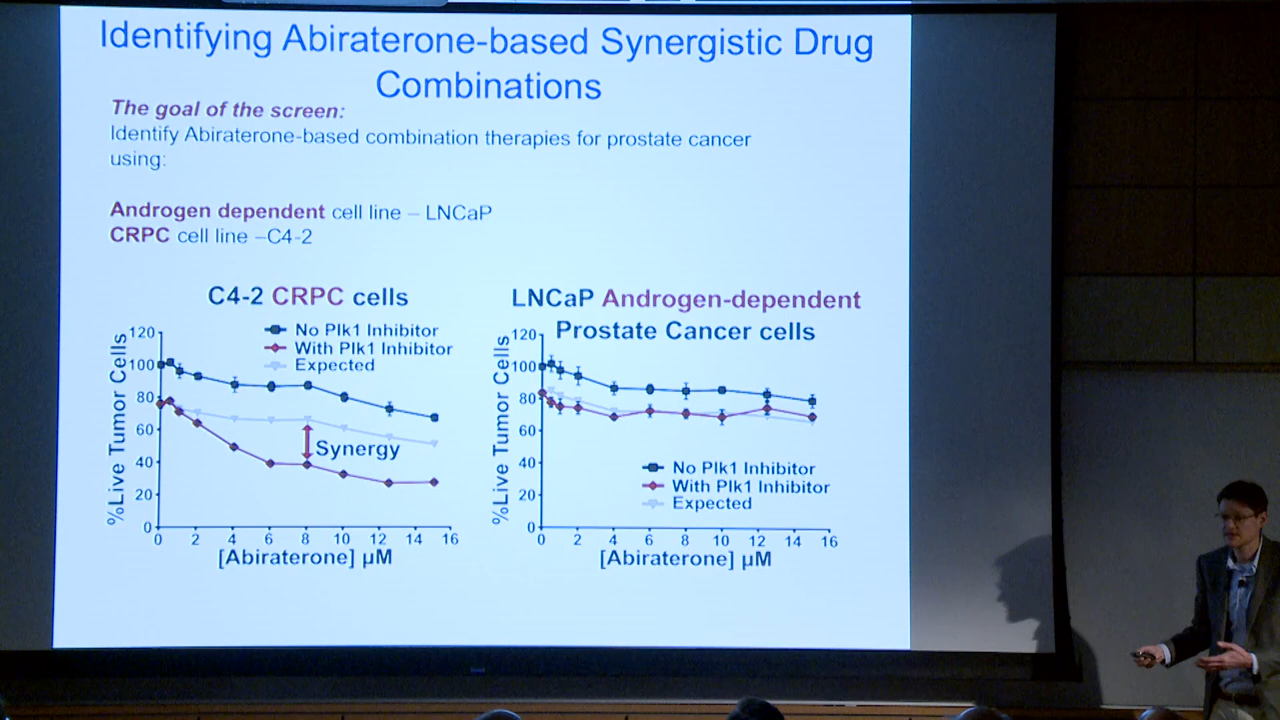 Identifying Abiraterone-based Synergistic Drug
Combinations
The goal of the screen:
Identify Abiraterone-based combination therapies for prostate cancer
using:
Androgen dependent cell line – LNCaP
CRPC cell line –C4-2
C4-2 CRPC cells
No Plk1 Inhibitor
With Plk1 Inhibitor
Expected
%Live Tumor Cells
120
100
80
60
40
20
0
Synergy
0 2 4 6 8 10 12 14 16
[Abiraterone] µM
LNCaP Androgen-dependent
Prostate Cancer cells
%Live Tumor Cells
120
100
80
60
40
20
0
No Plk1 Inhibitor
With Plk1 Inhibitor
Expected
0 2 4 6 8 10 12 14 16
[Abiraterone] µM